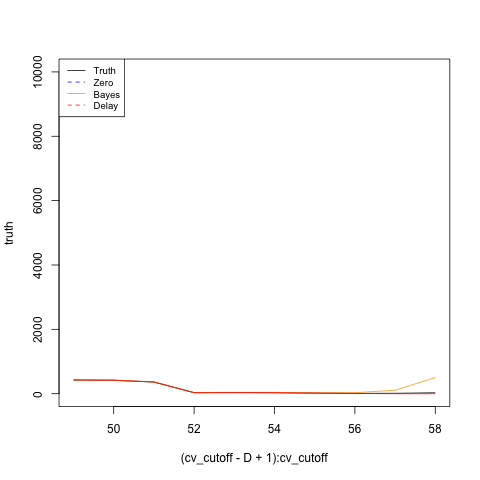 Truth
Zero
Bayes
Delay
10000
8000
6000
4000
2000
0
truth
50 52 54 56 58
(cv_cutoff - D + 1):cv_cutoff